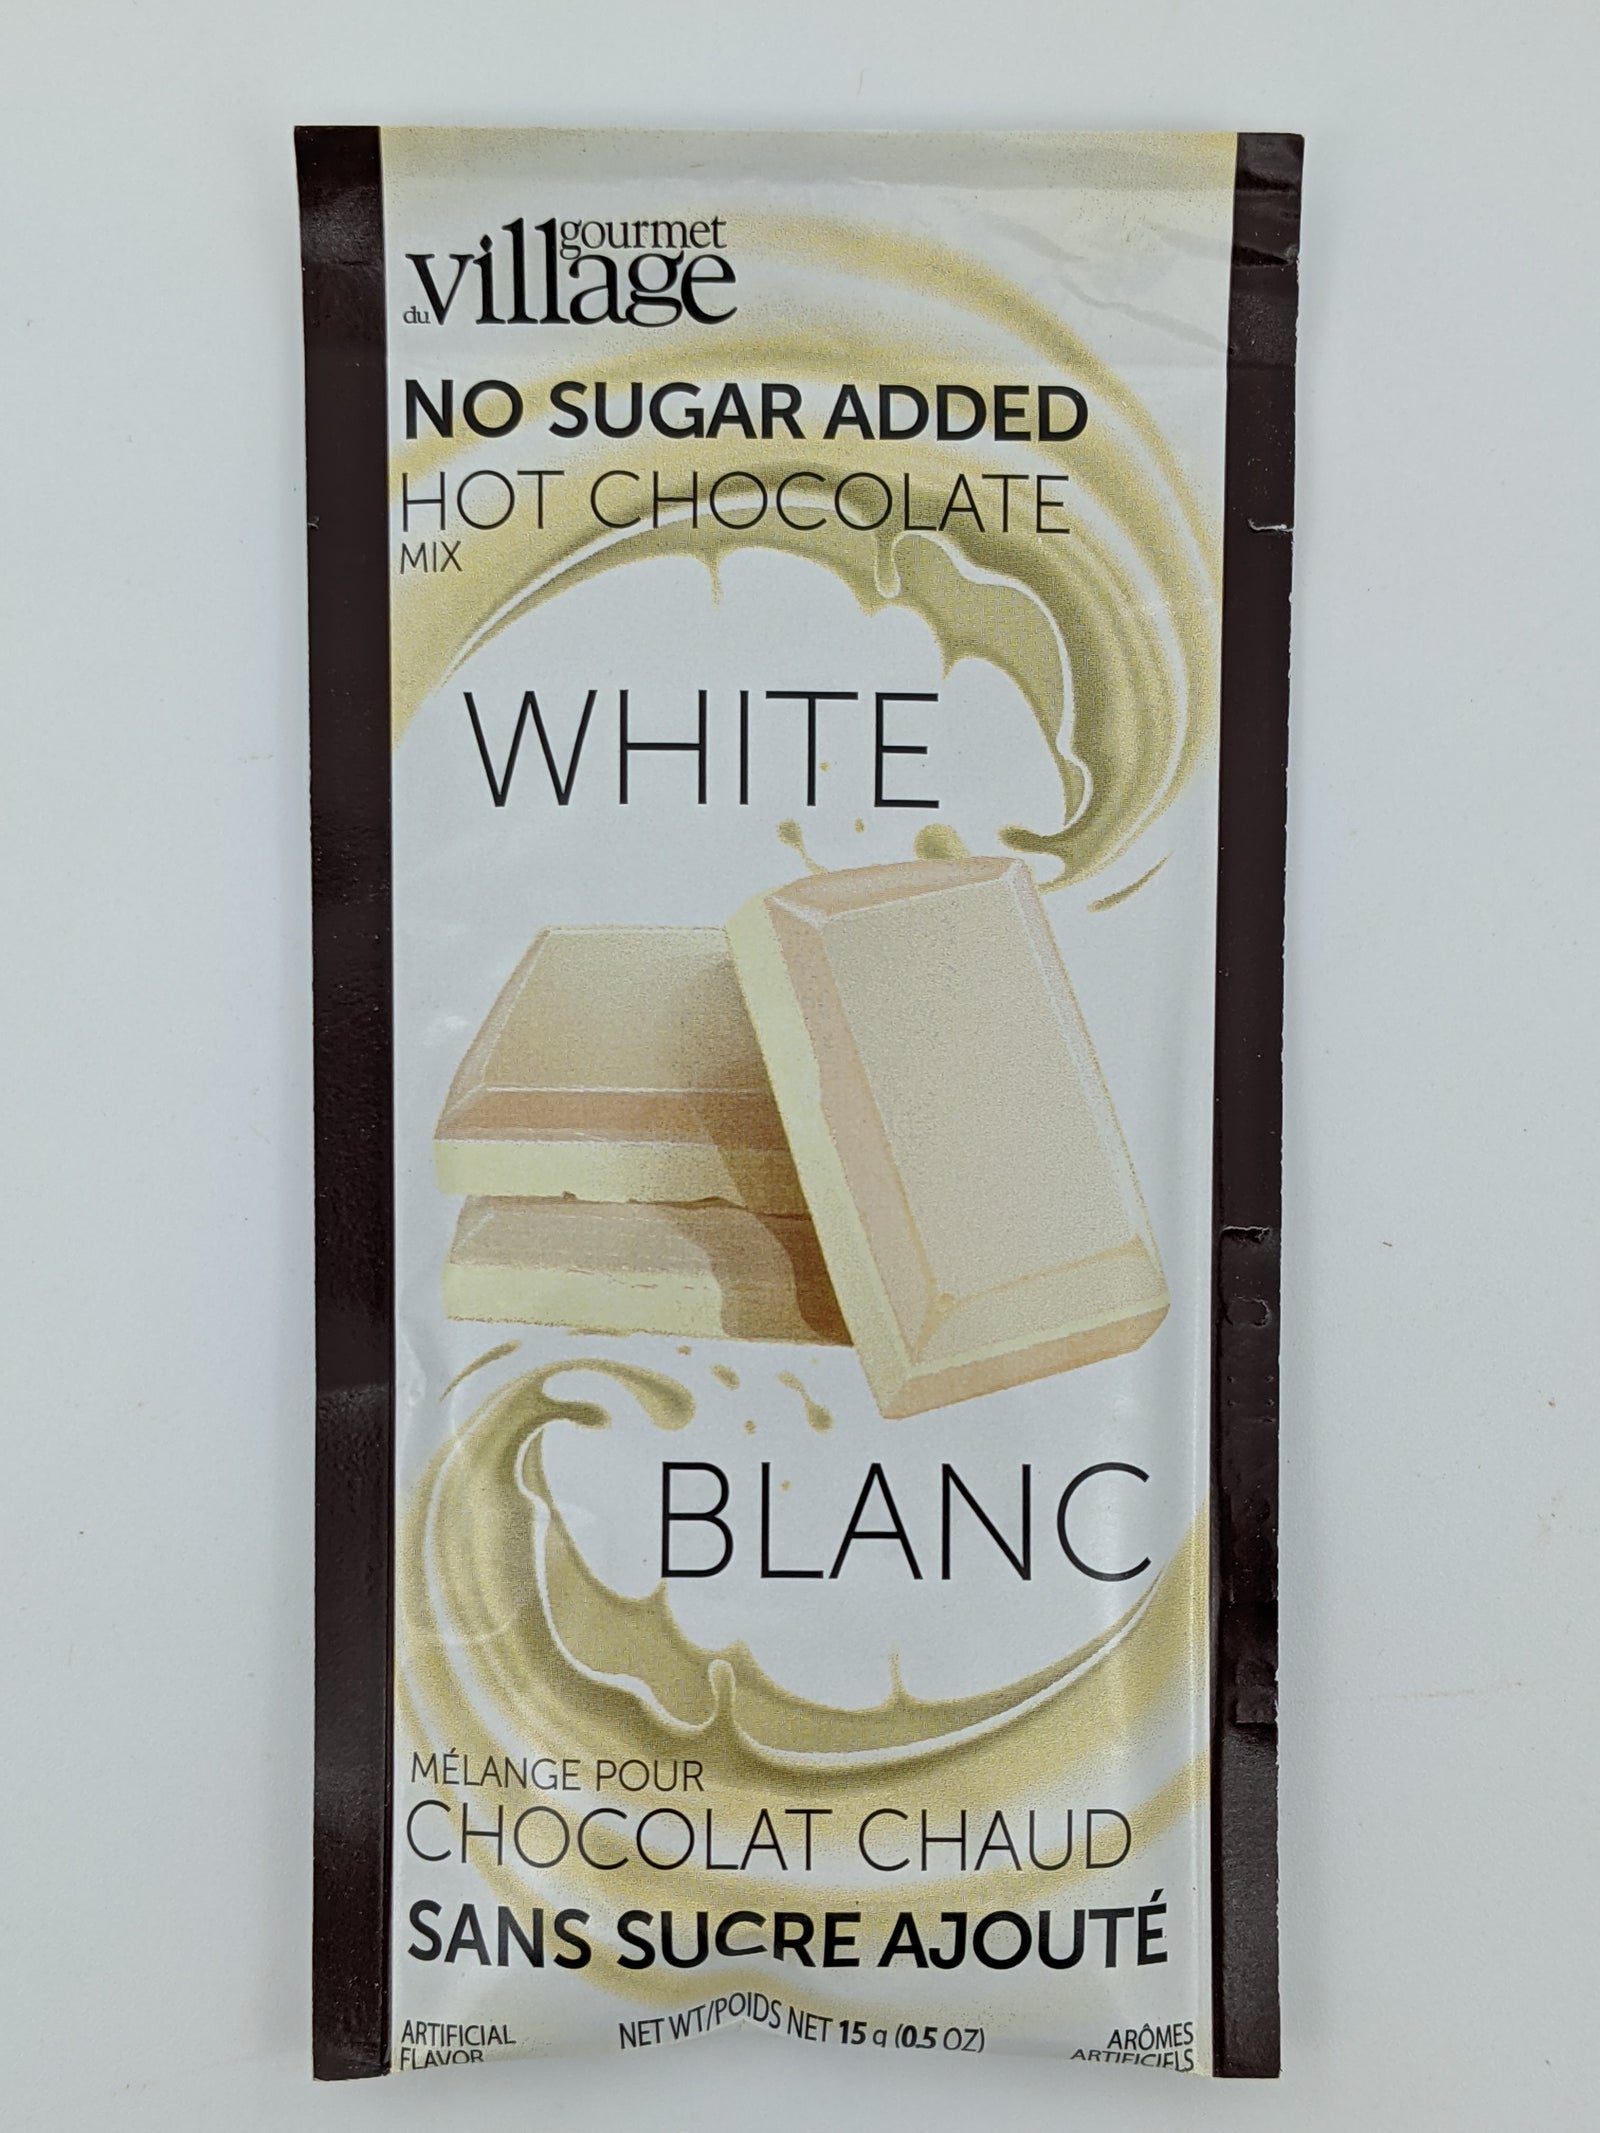 gourmet
du village
NO SUGAR ADDED
HOT CHOCOLATE
MIX
WHITE
BLANC
MÉLANGE POUR
CHOCOLAT CHAUD
SANS SUCRE AJOUTÉ
ARTIFICIAL
FLAVOR
NET WT/POIDS NET 15 g (0.5 OZ)
ARÔMES
ARTIFICIELS